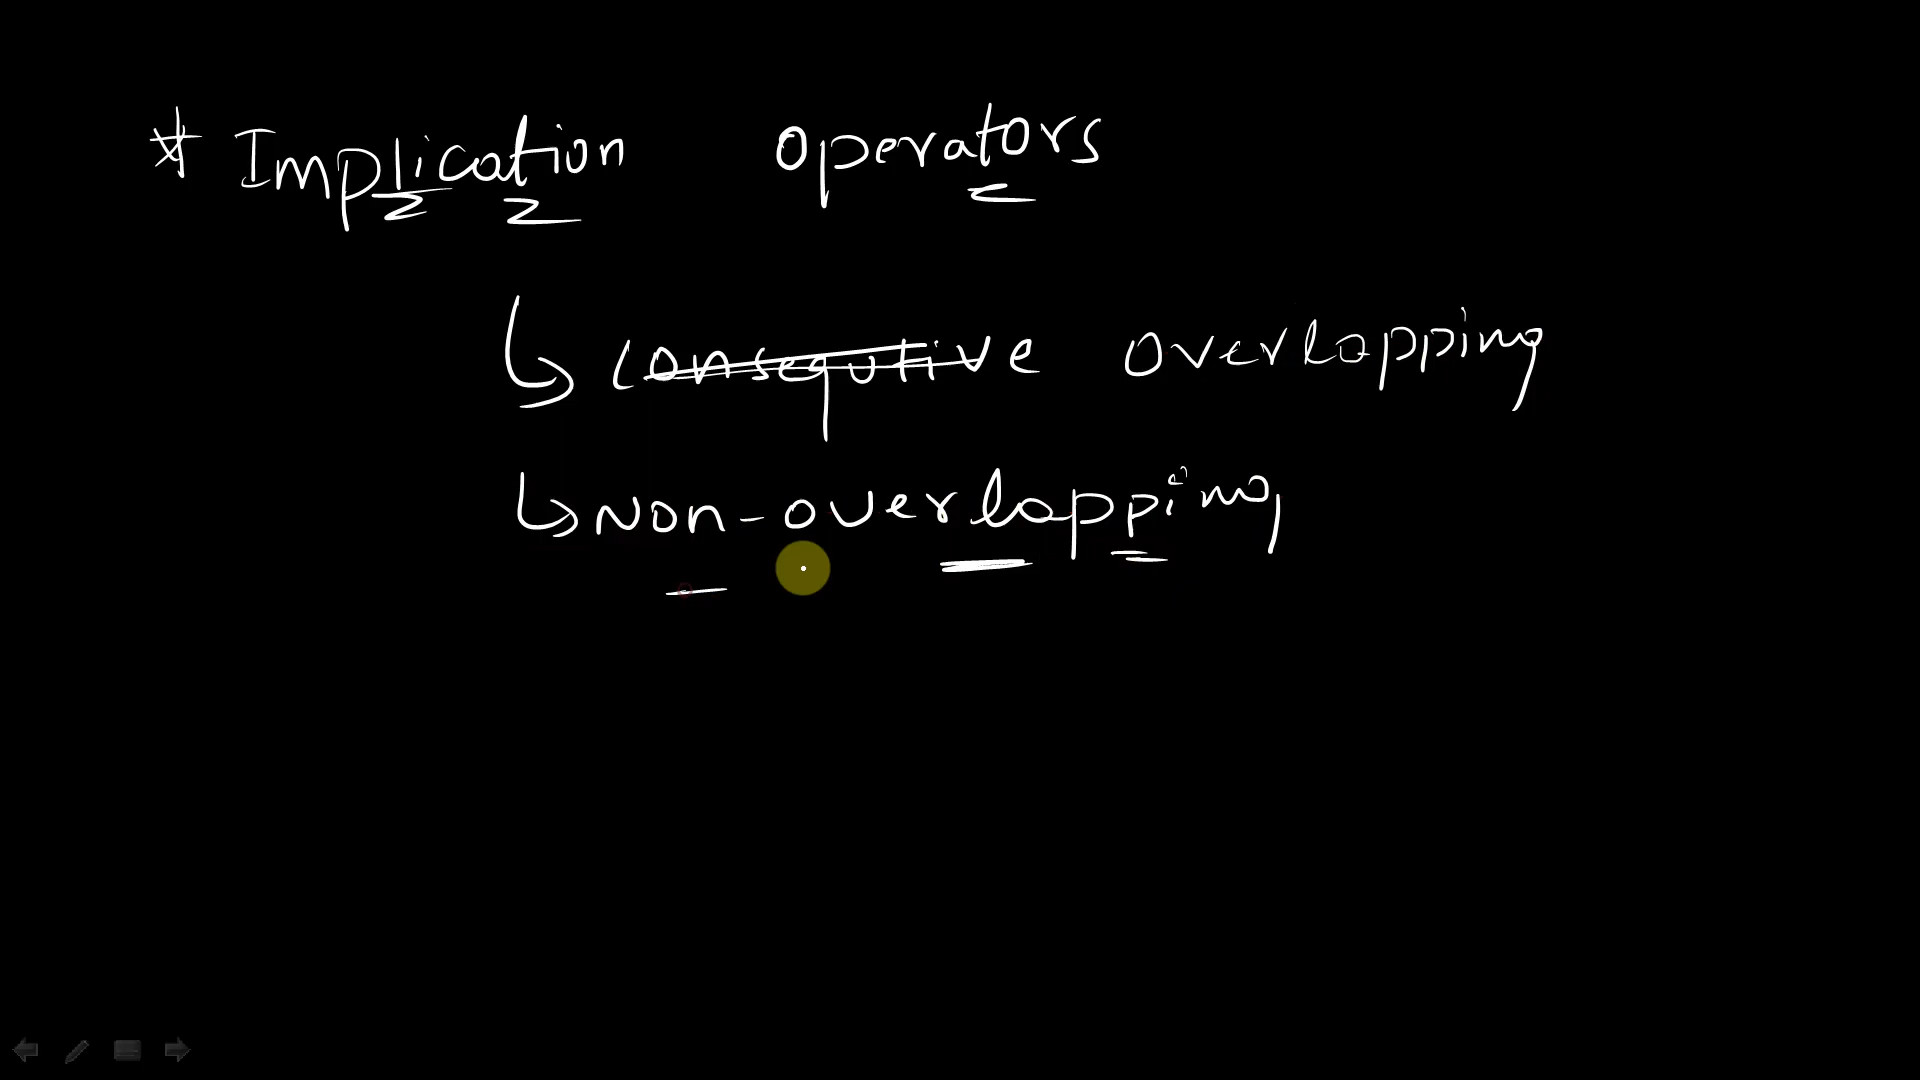 * Implication operators
↳ consequtive overlapping
↳ Non-overlapping